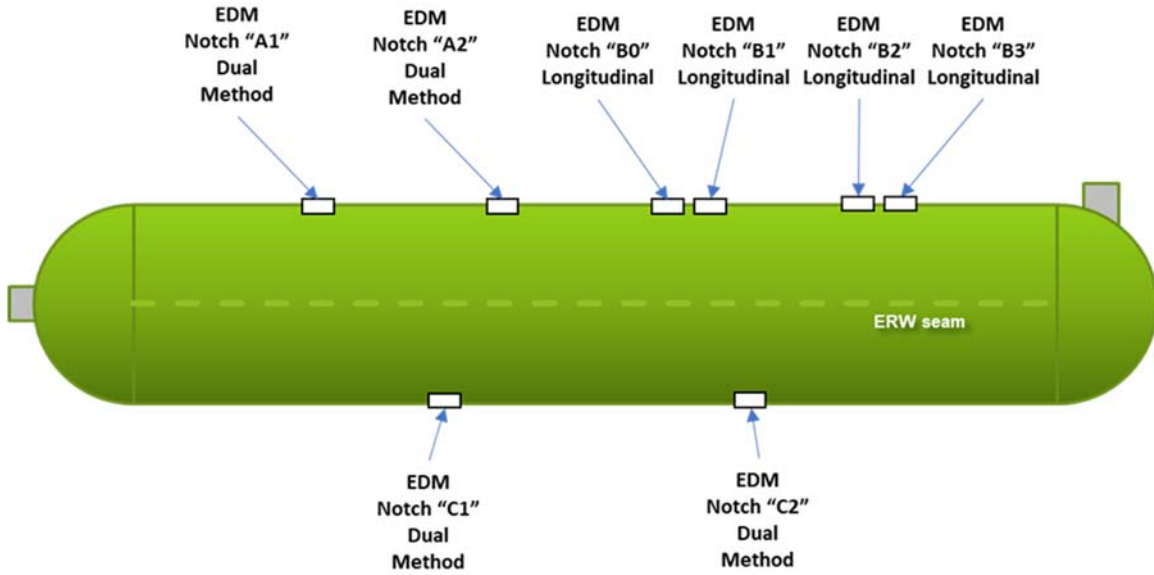 EDM
Notch “A1”
Dual
Method
EDM
Notch “A2”
Dual
Method
EDM
Notch “B0”
Longitudinal
EDM
Notch “B1”
Longitudinal
EDM
Notch “B2”
Longitudinal
EDM
Notch “B3”
Longitudinal
ERW seam
EDM
Notch “C1”
Dual
Method
EDM
Notch “C2”
Dual
Method